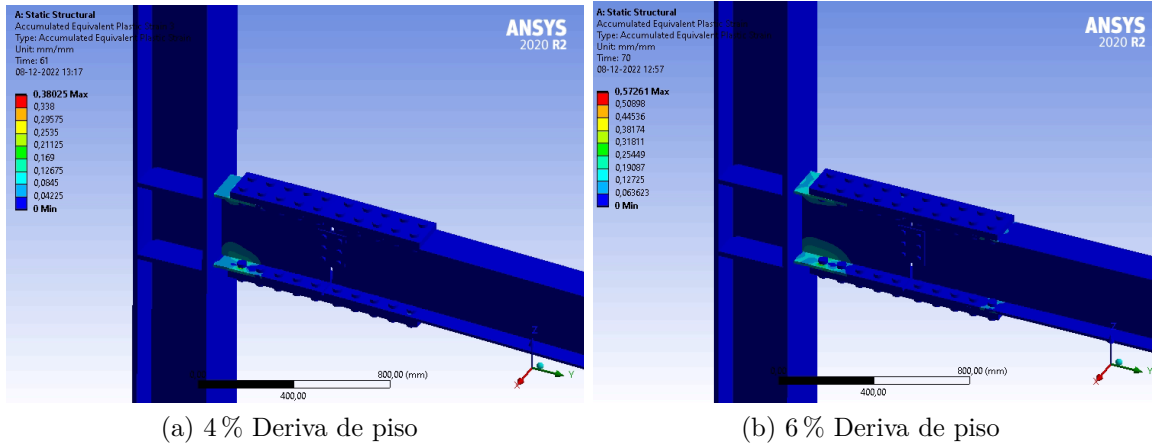 A: Static Structural
Accumulated Equivalent
Type: Accumulated Equivalent
Unit: mm/mm
Time: 61
08-12-2022 13:17
0,38025 Max
0,338
0,29575
0,2535
0,21125
0,169
0,12675
0,0845
0,04225
0 Min
ANSYS
2020 R2
Z
X
Y
800,00 (mm)
400,00
(a) 4 % Deriva de piso
A: Static Structural
Accumulated Equivalent
Type: Accumulated Equivalent
Unit: mm/mm
Time: 70
08-12-2022 12:57
0,57261 Max
0,50898
0,44536
0,38174
0,31811
0,25449
0,19087
0,12725
0,063623
0 Min
ANSYS
2020 R2
Z
X
Y
800,00 (mm)
400,00
(b) 6 % Deriva de piso